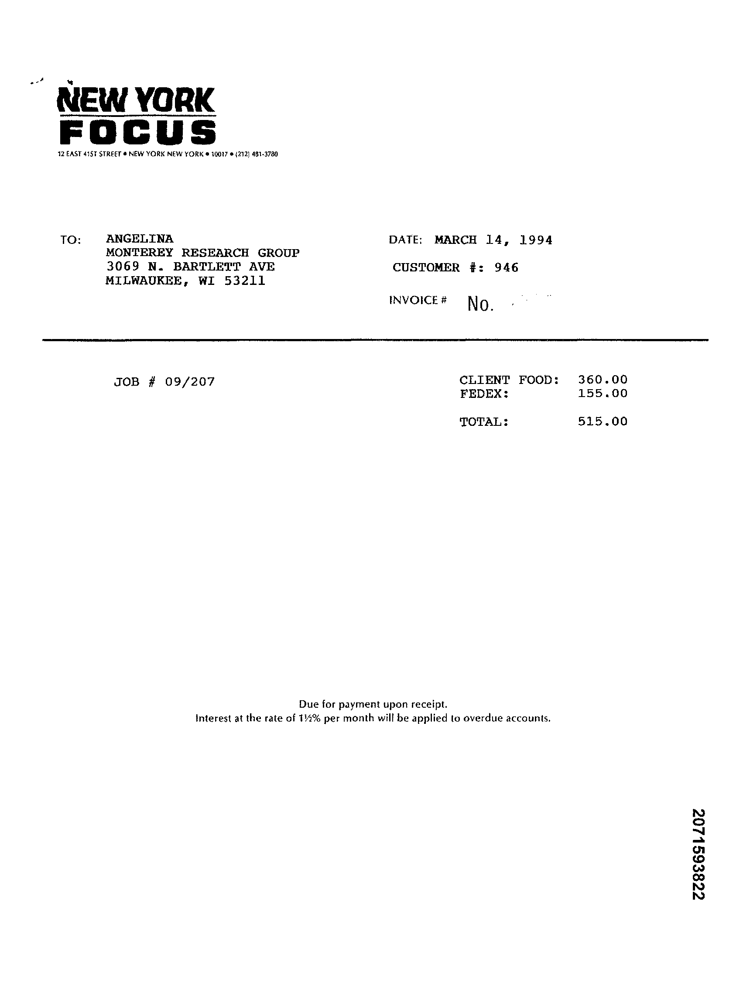 NEW YORK
FOCUS
12 EAST 41ST STREET • NEW YORK NEW YORK • 10017 • (212) 481-3780
TO: ANGELINA
MONTEREY RESEARCH GROUP
3069 N. BARTLETT AVE
MILWAUKEE, WI 53211
DATE: MARCH 14, 1994
CUSTOMER #: 946
INVOICE # No.
JOB # 09/207
CLIENT FOOD: 360.00
FEDEX: 155.00
TOTAL: 515.00
Due for payment upon receipt.
Interest at the rate of 1½% per month will be applied to overdue accounts.
2071593822